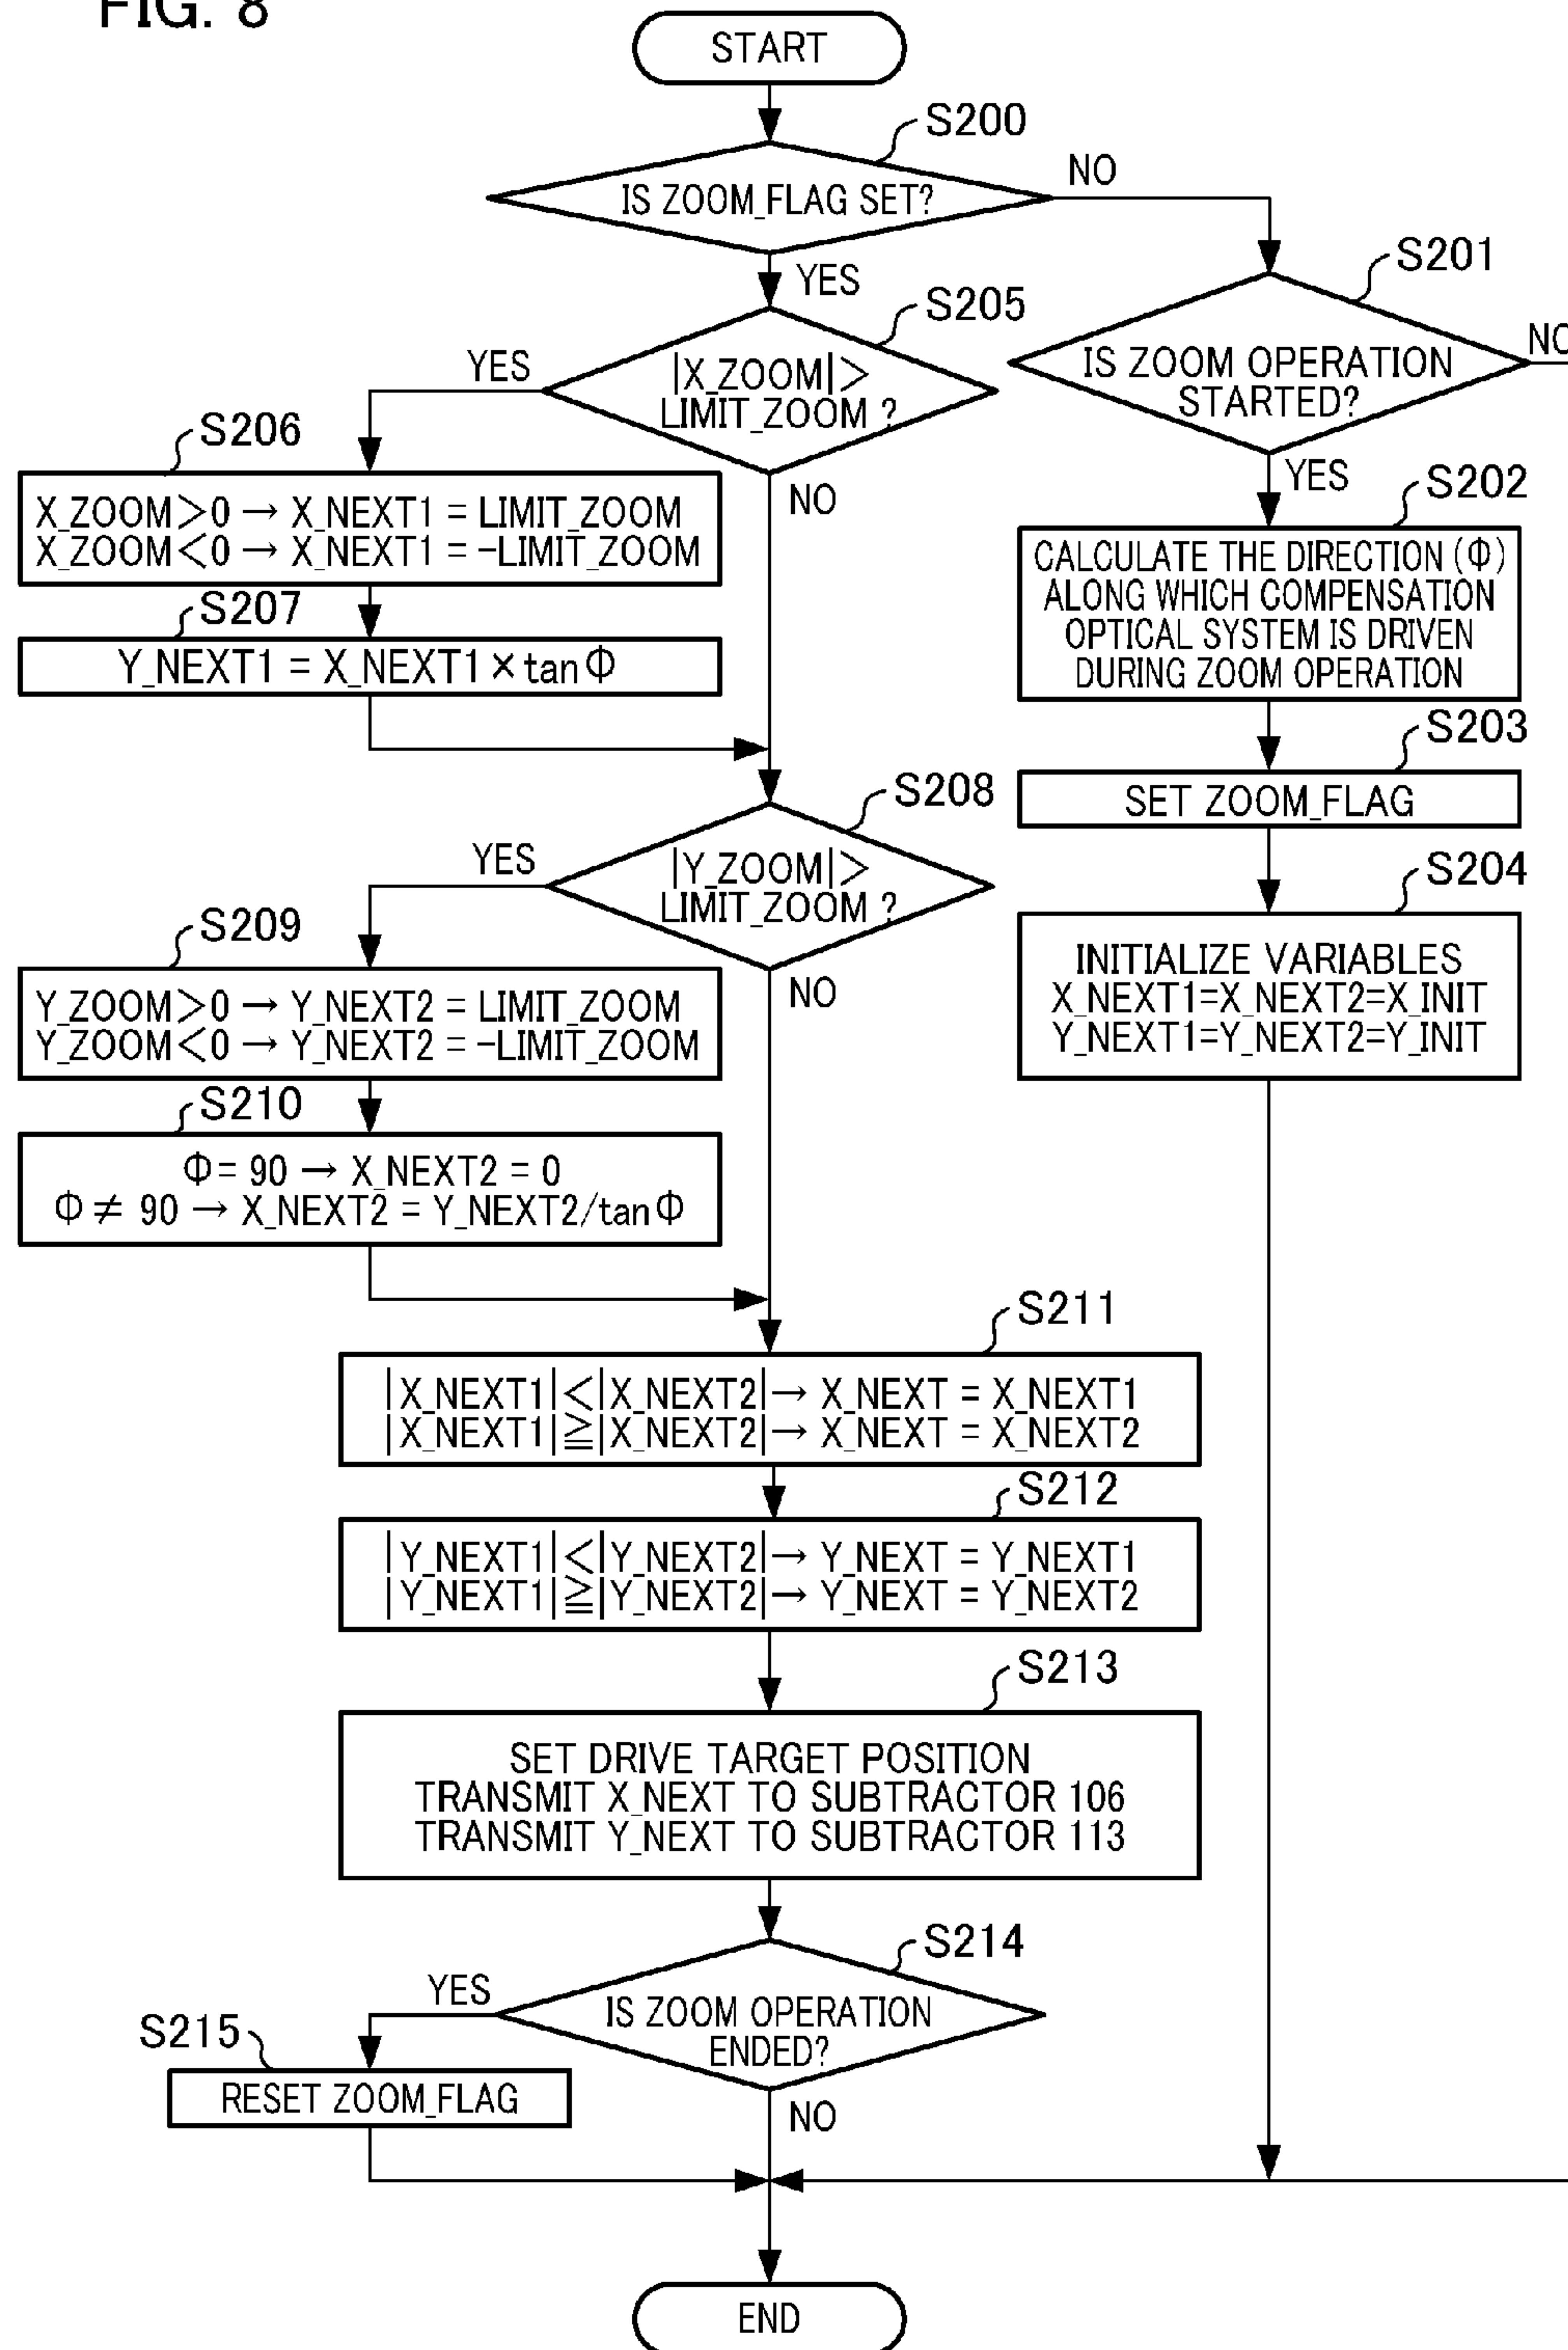 FIG. 8
START
S200
IS ZOOM_FLAG SET?
NO
YES
S201
IS ZOOM OPERATION
STARTED?
NO
YES
S205
|X_ZOOM|>
LIMIT_ZOOM ?
YES
NO
S206
X_ZOOM>0 → X_NEXT1 = LIMIT_ZOOM
X_ZOOM<0 → X_NEXT1 = -LIMIT_ZOOM
S207
Y_NEXT1 = X_NEXT1 × tanΦ
S202
CALCULATE THE DIRECTION (Φ)
ALONG WHICH COMPENSATION
OPTICAL SYSTEM IS DRIVEN
DURING ZOOM OPERATION
S203
SET ZOOM_FLAG
S204
INITIALIZE VARIABLES
X_NEXT1=X_NEXT2=X_INIT
Y_NEXT1=Y_NEXT2=Y_INIT
S208
|Y_ZOOM|>
LIMIT_ZOOM ?
YES
NO
S209
Y_ZOOM>0 → Y_NEXT2 = LIMIT_ZOOM
Y_ZOOM<0 → Y_NEXT2 = -LIMIT_ZOOM
S210
Φ= 90 → X_NEXT2 = 0
Φ ≠ 90 → X_NEXT2 = Y_NEXT2/tanΦ
S211
|X_NEXT1|<|X_NEXT2|→ X_NEXT = X_NEXT1
|X_NEXT1|≧|X_NEXT2|→ X_NEXT = X_NEXT2
S212
|Y_NEXT1|<|Y_NEXT2|→ Y_NEXT = Y_NEXT1
|Y_NEXT1|≧|Y_NEXT2|→ Y_NEXT = Y_NEXT2
S213
SET DRIVE TARGET POSITION
TRANSMIT X_NEXT TO SUBTRACTOR 106
TRANSMIT Y_NEXT TO SUBTRACTOR 113
S214
IS ZOOM OPERATION
ENDED?
YES
NO
S215
RESET ZOOM_FLAG
END